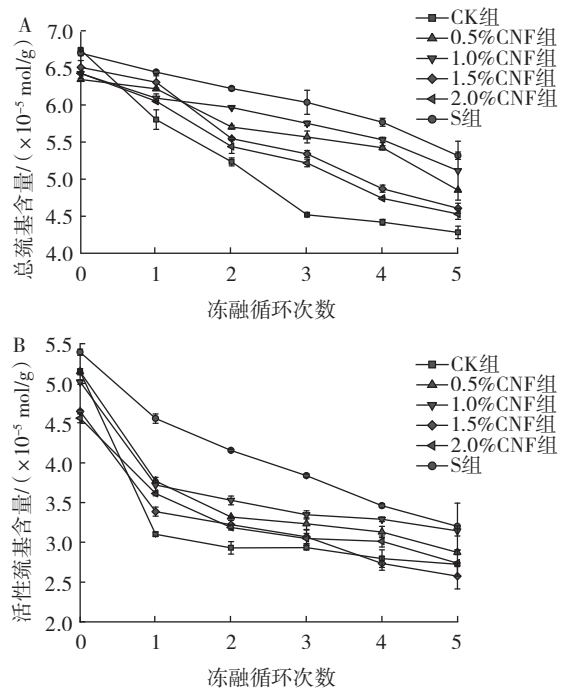 A
总巯基含量/(×10⁻⁵ mol/g)
7.0
6.5
6.0
5.5
5.0
4.5
4.0
0 1 2 3 4 5
冻融循环次数
CK组
0.5%CNF组
1.0%CNF组
1.5%CNF组
2.0%CNF组
S组
B
活性巯基含量/(×10⁻⁵ mol/g)
5.5
5.0
4.5
4.0
3.5
3.0
2.5
2.0
0 1 2 3 4 5
冻融循环次数
CK组
0.5%CNF组
1.0%CNF组
1.5%CNF组
2.0%CNF组
S组